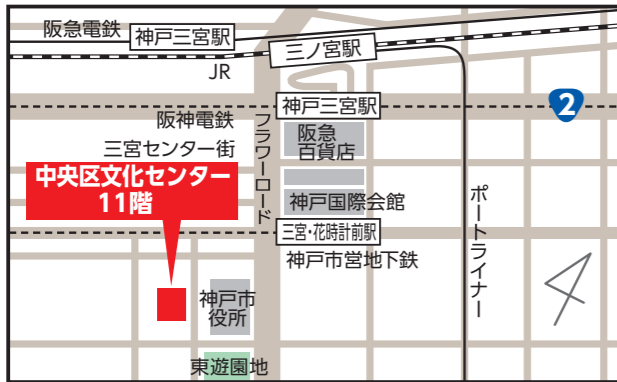 阪急電鉄
神戸三宮駅
三ノ宮駅
JR
神戸三宮駅
2
阪神電鉄
フラワーロード
阪急
百貨店
三宮センター街
中央区文化センター
11階
神戸国際会館
ポートライナー
三宮・花時計前駅
神戸市営地下鉄
神戸市
役所
東遊園地